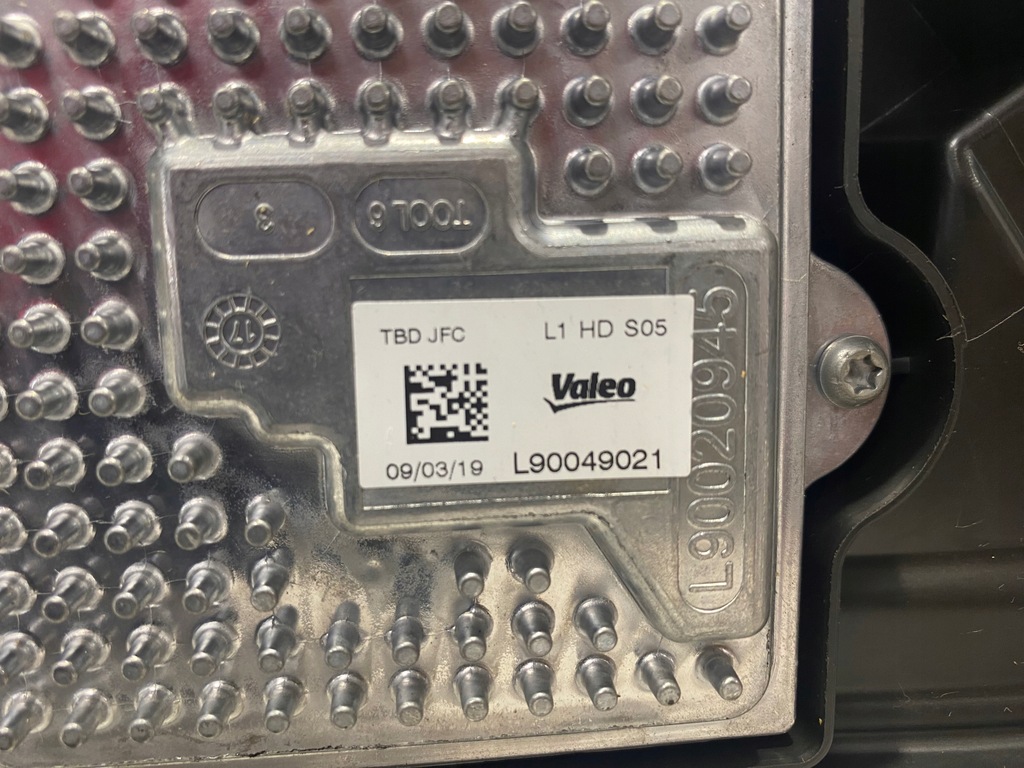 3
TOOL 6
17
TBD JFC L1 HD S05
Valeo
09/03/19 L90049021
L90020945